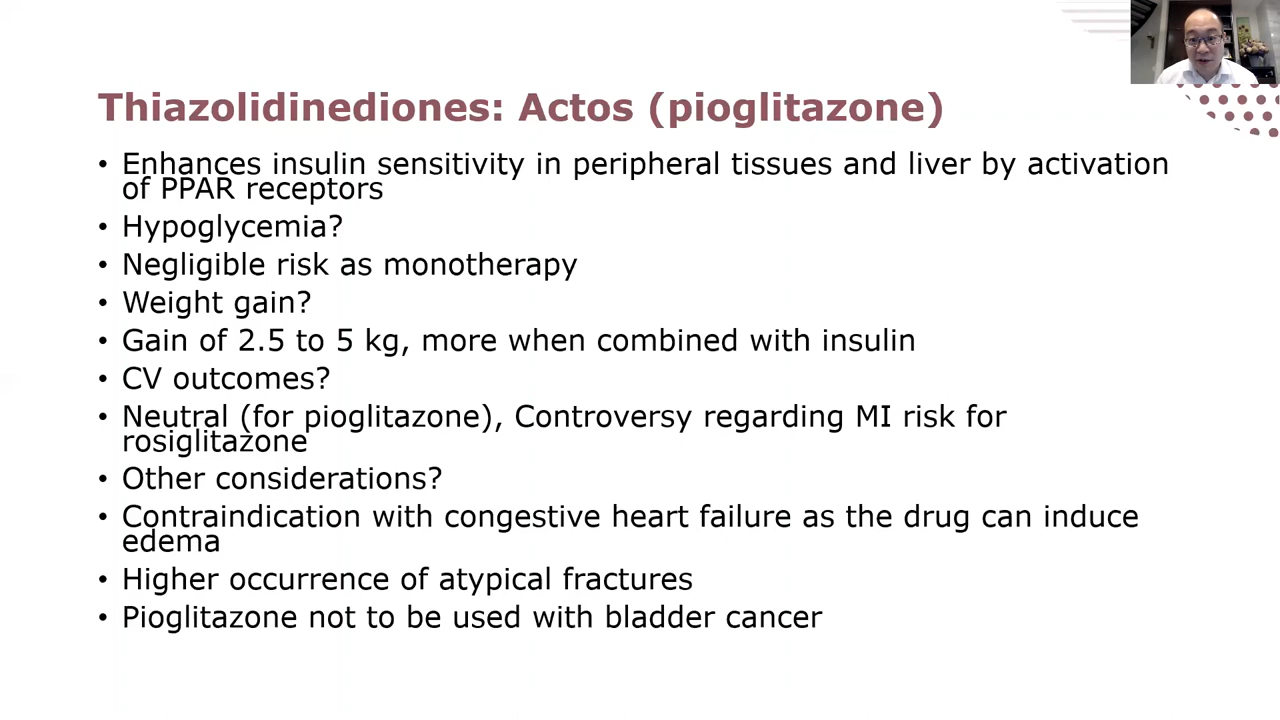 Thiazolidinediones: Actos (pioglitazone)
• Enhances insulin sensitivity in peripheral tissues and liver by activation
of PPAR receptors
• Hypoglycemia?
• Negligible risk as monotherapy
• Weight gain?
• Gain of 2.5 to 5 kg, more when combined with insulin
• CV outcomes?
• Neutral (for pioglitazone), Controversy regarding MI risk for
rosiglitazone
• Other considerations?
• Contraindication with congestive heart failure as the drug can induce
edema
• Higher occurrence of atypical fractures
• Pioglitazone not to be used with bladder cancer